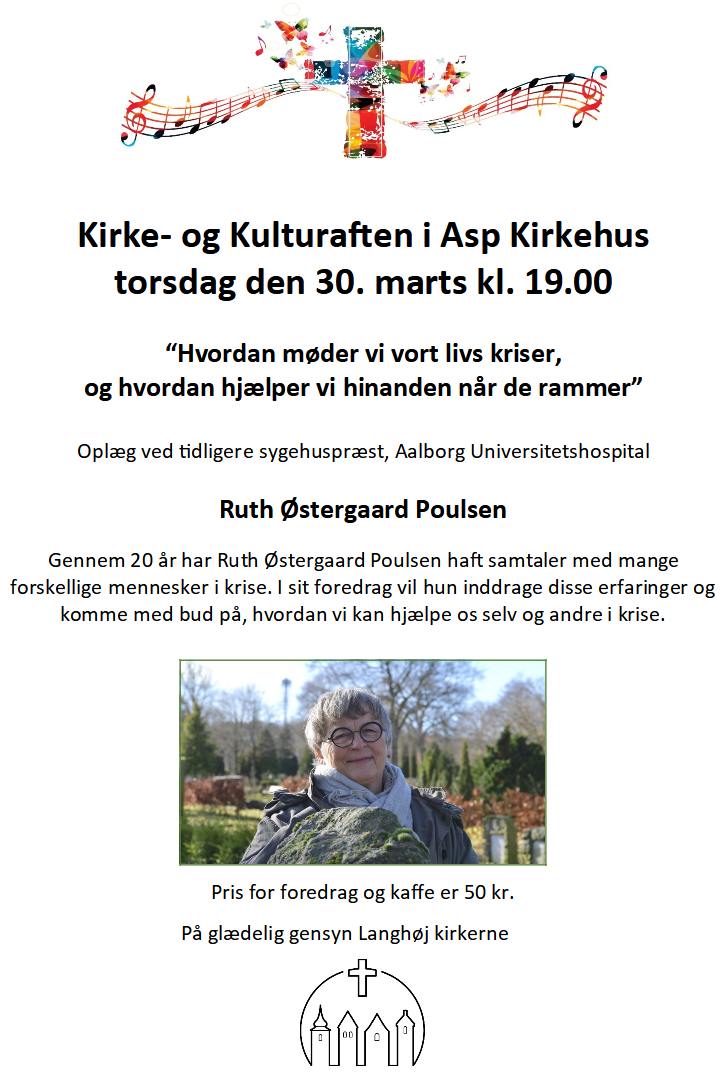 Kirke- og Kulturaften i Asp Kirkehus
torsdag den 30. marts kl. 19.00
“Hvordan møder vi vort livs kriser,
og hvordan hjælper vi hinanden når de rammer”
Oplæg ved tidligere sygehuspræst, Aalborg Universitetshospital
Ruth Østergaard Poulsen
Gennem 20 år har Ruth Østergaard Poulsen haft samtaler med mange
forskellige mennesker i krise. I sit foredrag vil hun inddrage disse erfaringer og
komme med bud på, hvordan vi kan hjælpe os selv og andre i krise.
Pris for foredrag og kaffe er 50 kr.
På glædelig gensyn Langhøj kirkerne